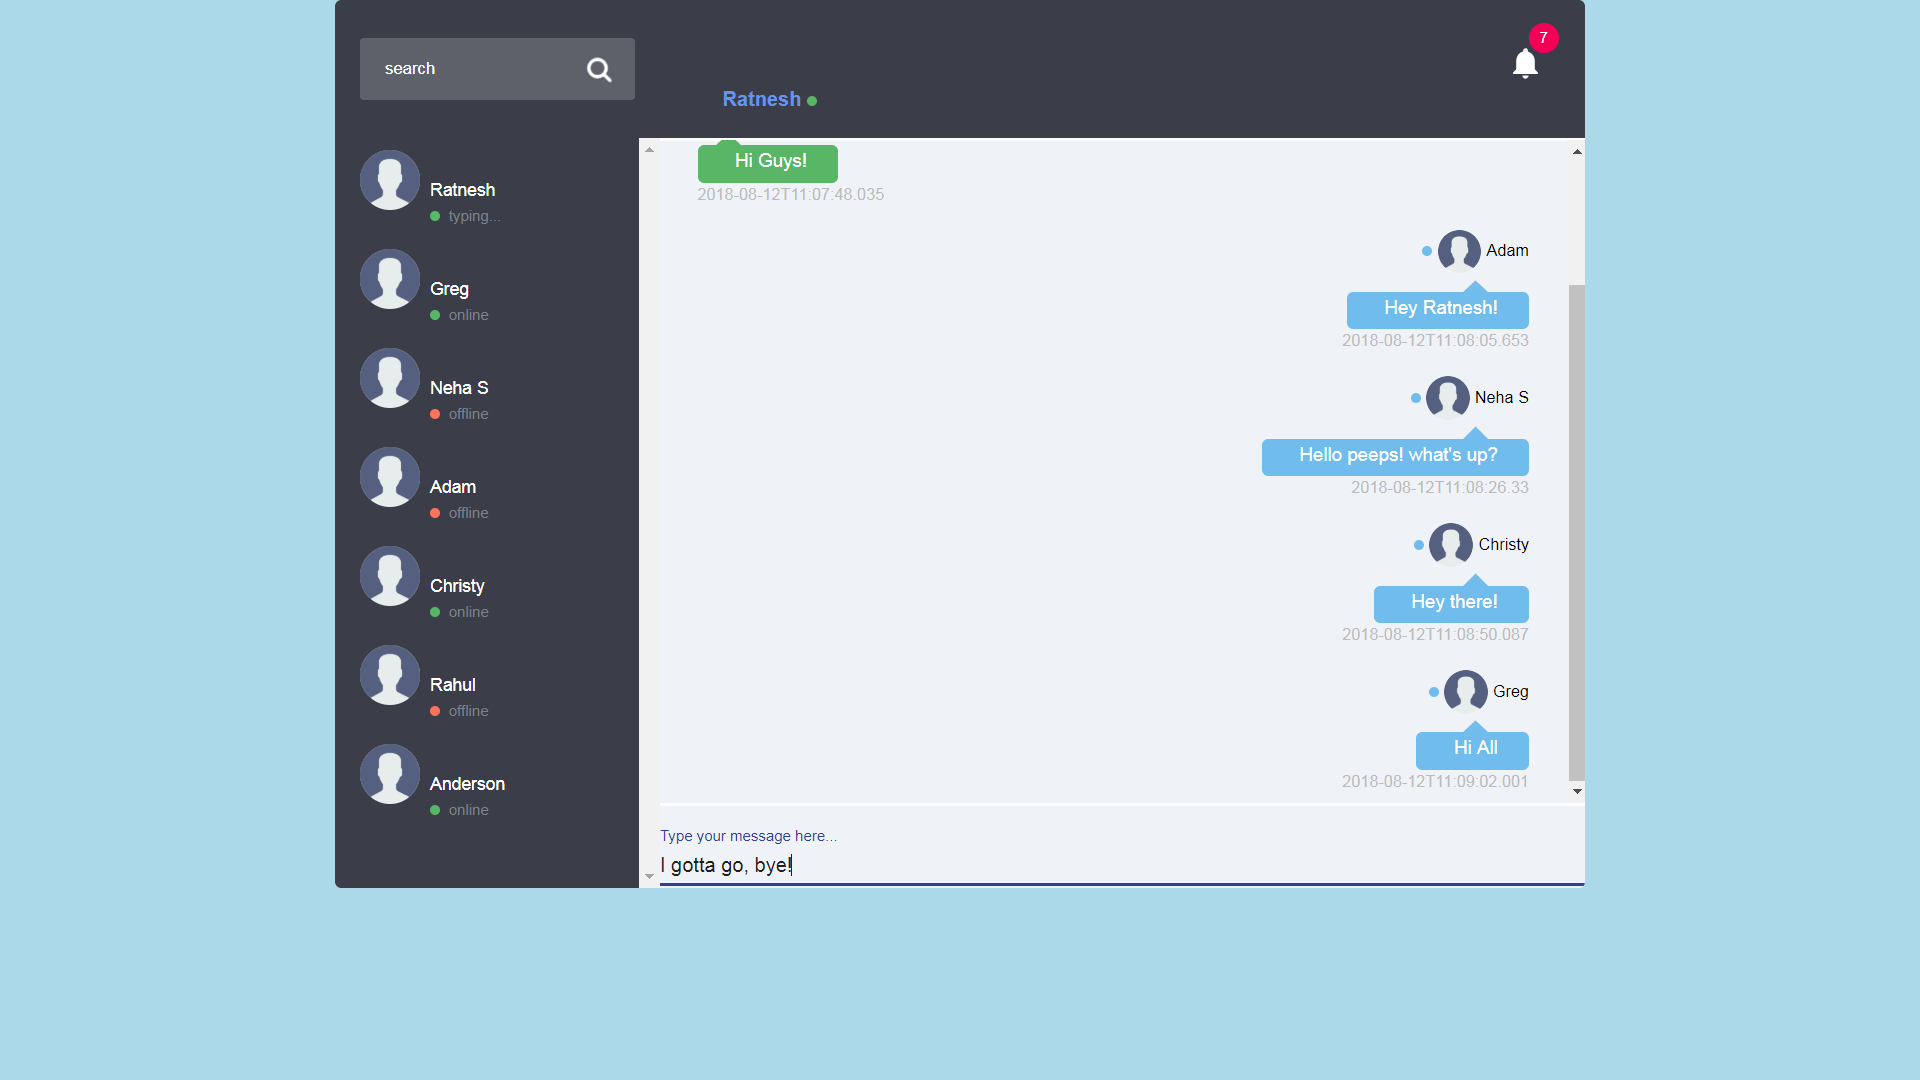 search
7
Ratnesh
Ratnesh
typing...
Greg
online
Neha S
offline
Adam
offline
Christy
online
Rahul
offline
Anderson
online
Hi Guys!
2018-08-12T11:07:48.035
Adam
Hey Ratnesh!
2018-08-12T11:08:05.653
Neha S
Hello peeps! what's up?
2018-08-12T11:08:26.33
Christy
Hey there!
2018-08-12T11:08:50.087
Greg
Hi All
2018-08-12T11:09:02.001
Type your message here...
I gotta go, bye!